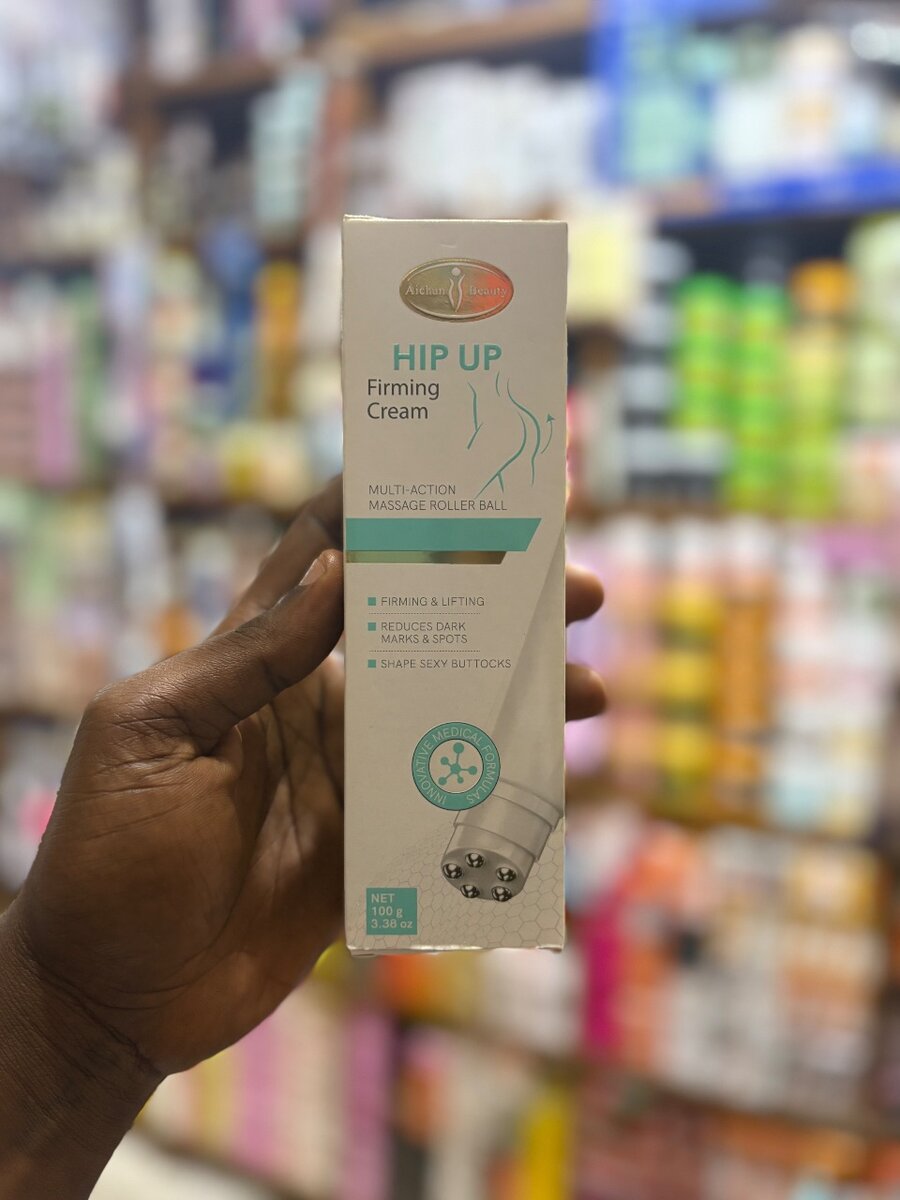 Aichun Beauty
HIP UP
Firming
Cream
MULTI-ACTION
MASSAGE ROLLER BALL
FIRMING & LIFTING
REDUCES DARK
MARKS & SPOTS
SHAPE SEXY BUTTOCKS
INNOVATIVE MEDICAL FORMULAS
NET
100 g
3.38 oz